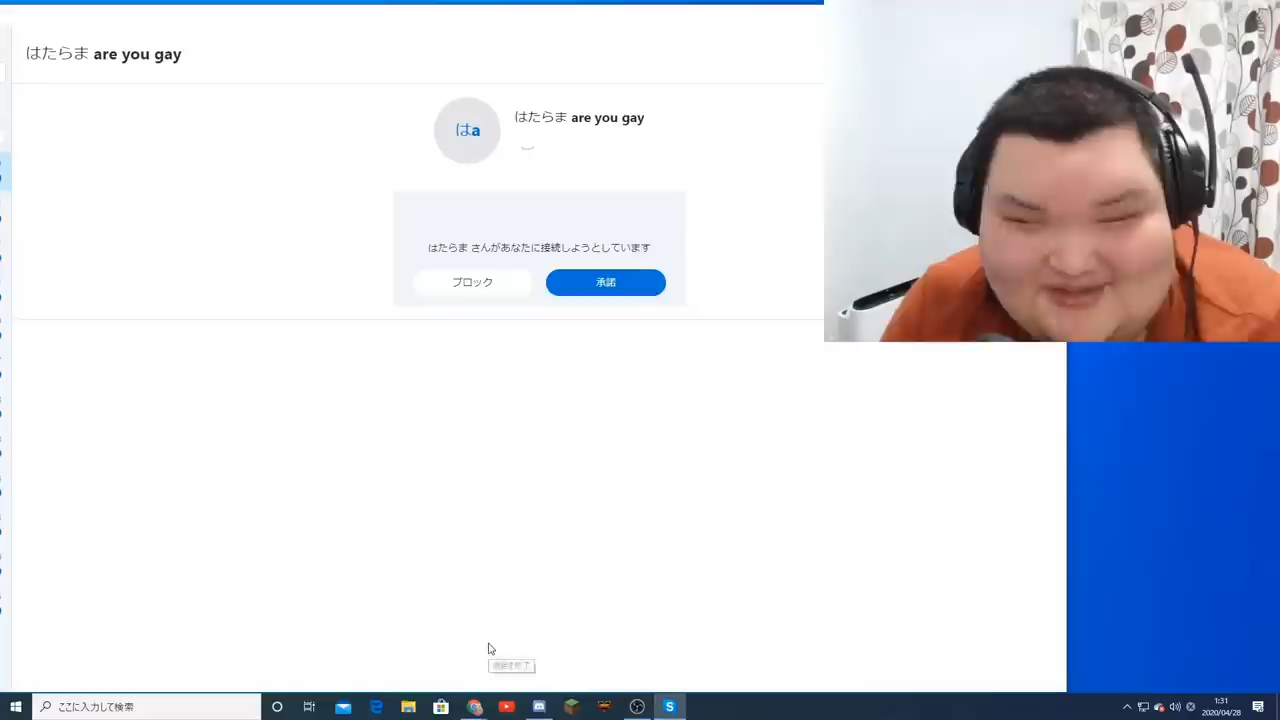 はたらま are you gay
はa
はたらま are you gay
はたらま さんがあなたに接続しようとしています
ブロック
承諾
ここに入力して検索
1:31
2020/04/28